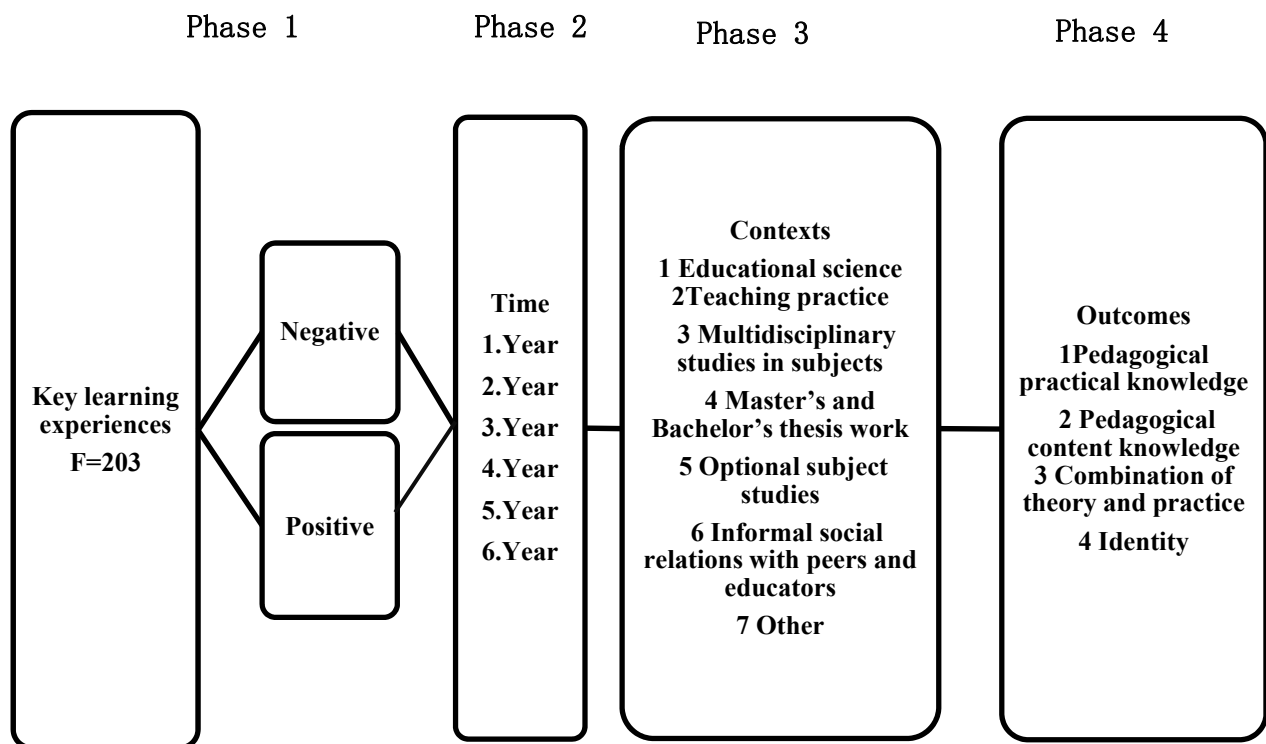 Phase 1
Phase 2
Phase 3
Phase 4
Key learning
experiences
F=203
Negative
Positive
Time
1.Year
2.Year
3.Year
4.Year
5.Year
6.Year
Contexts
1 Educational science
2Teaching practice
3 Multidisciplinary
studies in subjects
4 Master’s and
Bachelor’s thesis work
5 Optional subject
studies
6 Informal social
relations with peers and
educators
7 Other
Outcomes
1Pedagogical
practical knowledge
2 Pedagogical
content knowledge
3 Combination of
theory and practice
4 Identity